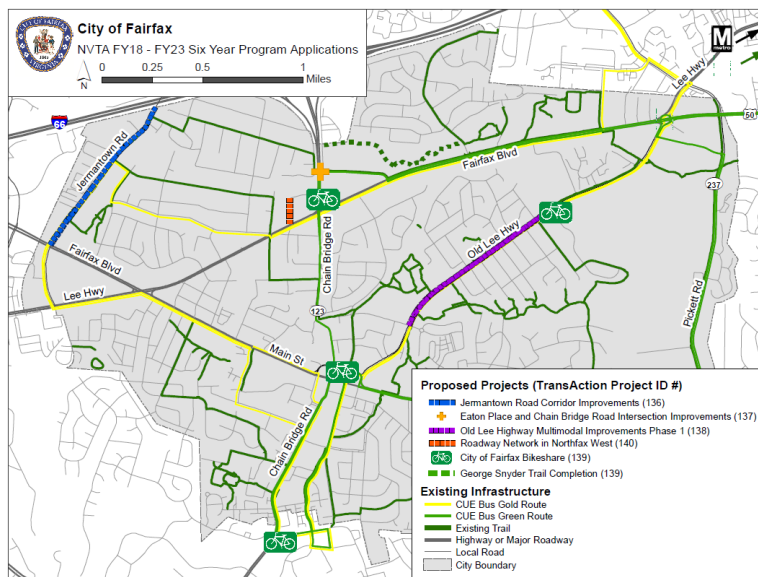 City of Fairfax
NVTA FY18 - FY23 Six Year Program Applications
N
0 0.25 0.5 1
Miles
M
metro
Lee Hwy
66
50
Jermantown Rd
Fairfax Blvd
237
Chain Bridge Rd
Old Lee Hwy
Fairfax Blvd
Lee Hwy
Pickett Rd
123
Main St
Chain Bridge Rd
Proposed Projects (TransAction Project ID #)
Jermantown Road Corridor Improvements (136)
Eaton Place and Chain Bridge Road Intersection Improvements (137)
Old Lee Highway Multimodal Improvements Phase 1 (138)
Roadway Network in Northfax West (140)
City of Fairfax Bikeshare (139)
George Snyder Trail Completion (139)
Existing Infrastructure
CUE Bus Gold Route
CUE Bus Green Route
Existing Trail
Highway or Major Roadway
Local Road
City Boundary